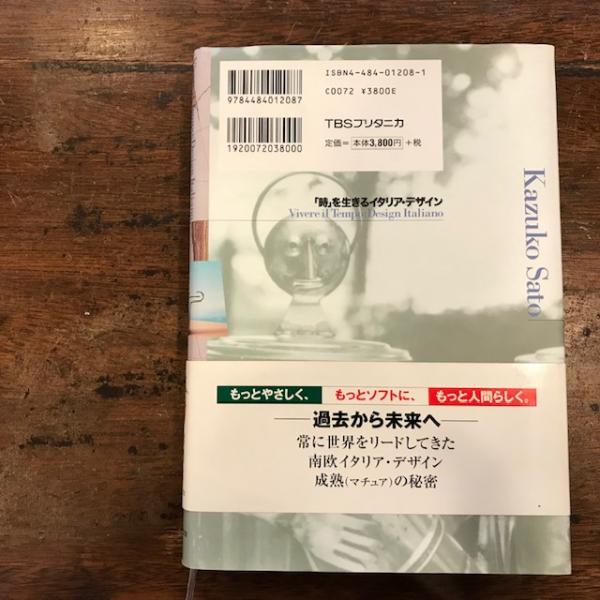 ISBN4-484-01208-1
C0072 ¥3800E
9784484012087
TBSブリタニカ
定価=本体3,800円+税
1920072038000
「時」を生きるイタリア・デザイン
Vivere il Tempo: Design Italiano
Kazuko Sato
もっとやさしく、 もっとソフトに、 もっと人間らしく。
過去から未来へ
常に世界をリードしてきた
南欧イタリア・デザイン
成熟(マチュア)の秘密